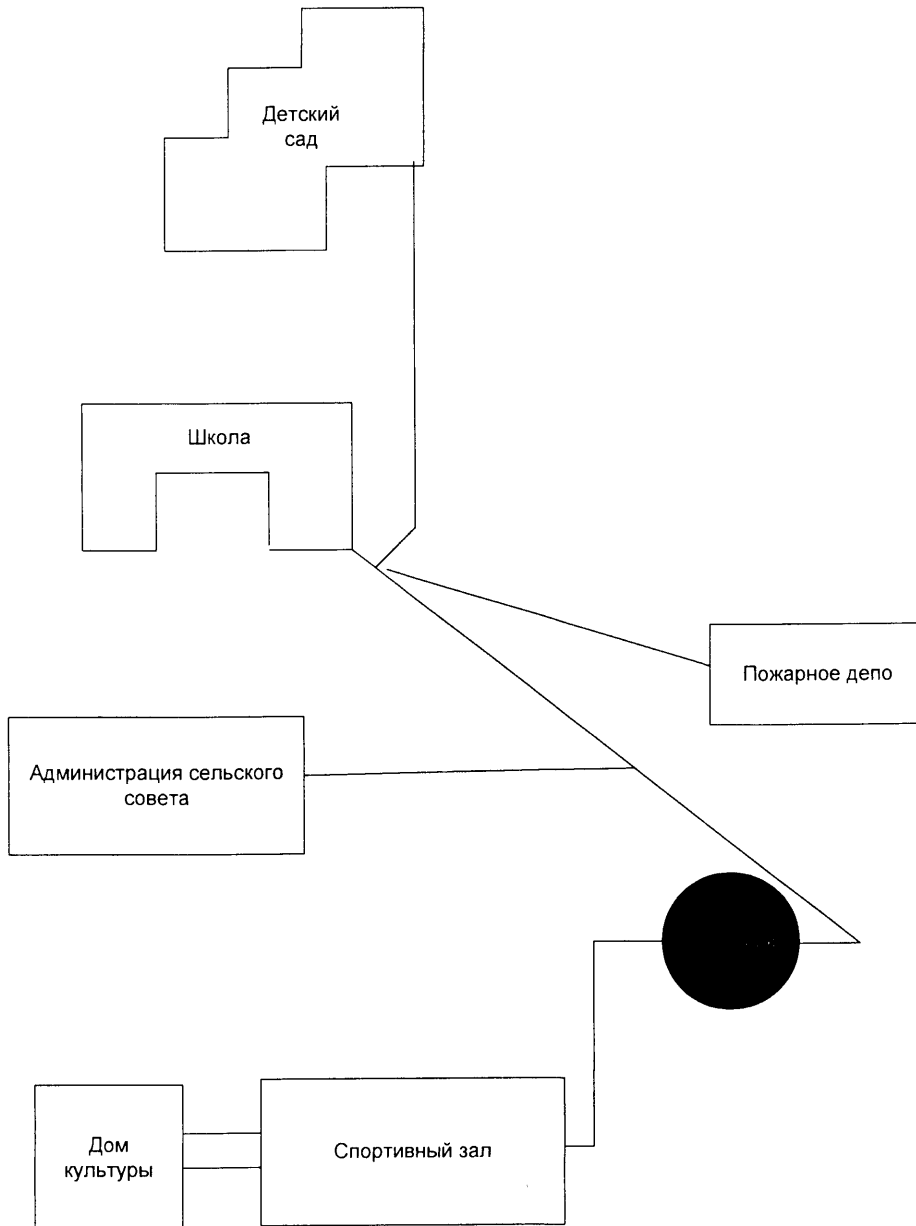 Детский
сад
Школа
Пожарное депо
Администрация сельского
совета
Дом
культуры
Спортивный зал